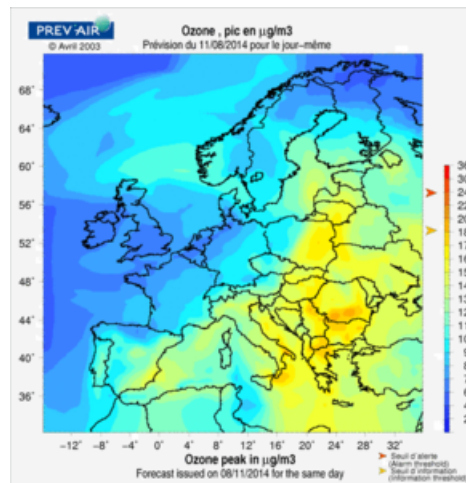 PREV'AIR
© Avril 2003
Ozone , pic en µg/m3
Prévision du 11/08/2014 pour le jour-même
68˚
64˚
60˚
56˚
52˚
48˚
44˚
40˚
36˚
−12˚ −8˚ −4˚ 0˚ 4˚ 8˚ 12˚ 16˚ 20˚ 24˚ 28˚ 32˚
Ozone peak in µg/m3
Forecast issued on 08/11/2014 for the same day
Seuil d'alerte
(Alarm threshold)
Seuil d'information
(Information threshold)